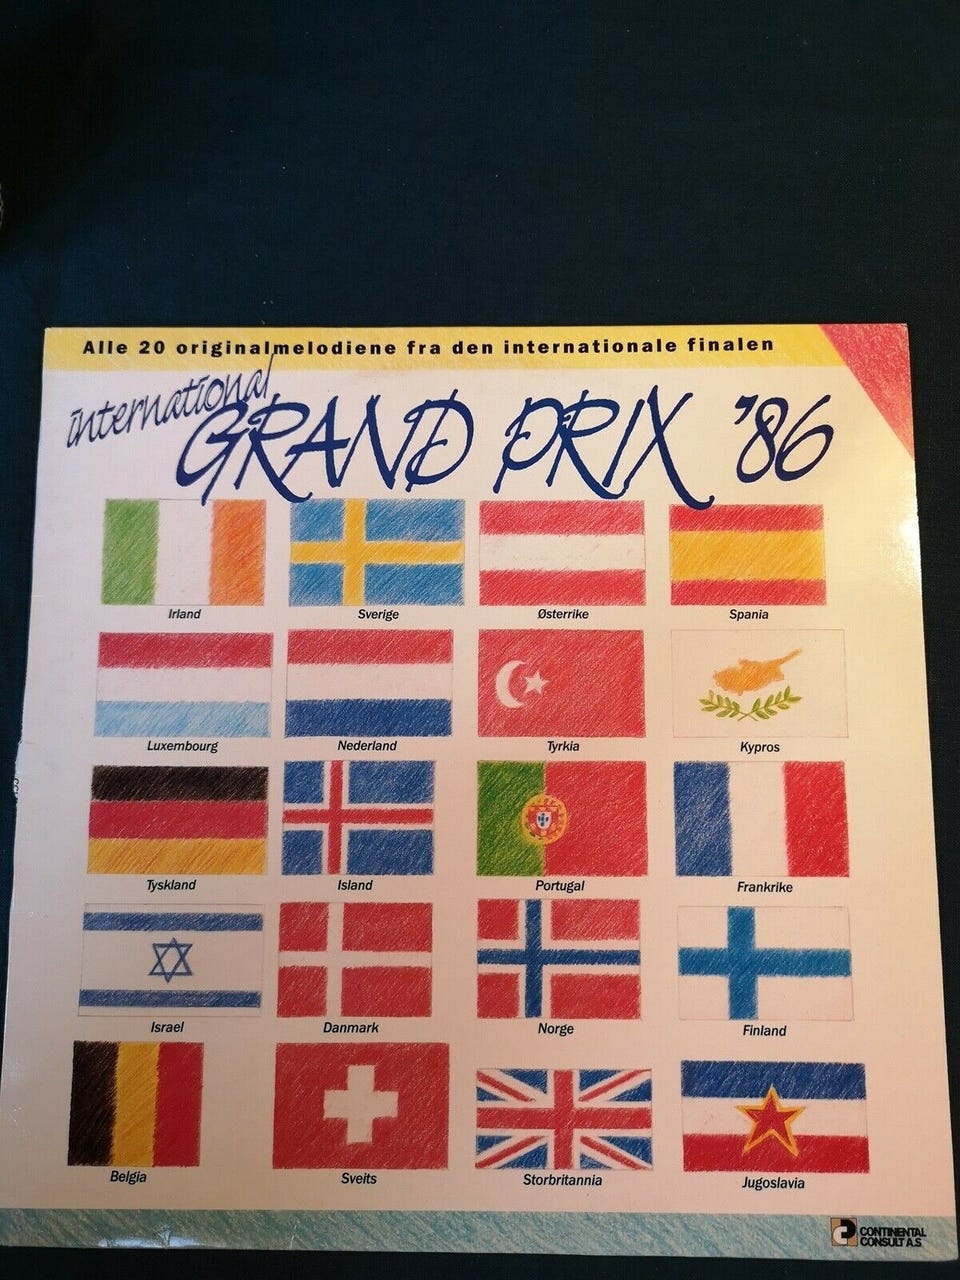 Alle 20 originalmelodiene fra den internationale finalen
international
GRAND PRIX '86
Irland
Sverige
Østerrike
Spania
Luxembourg
Nederland
Tyrkia
Kypros
Tyskland
Island
Portugal
Frankrike
Israel
Danmark
Norge
Finland
Belgia
Sveits
Storbritannia
Jugoslavia
CONTINENTAL
CONSULT A.S